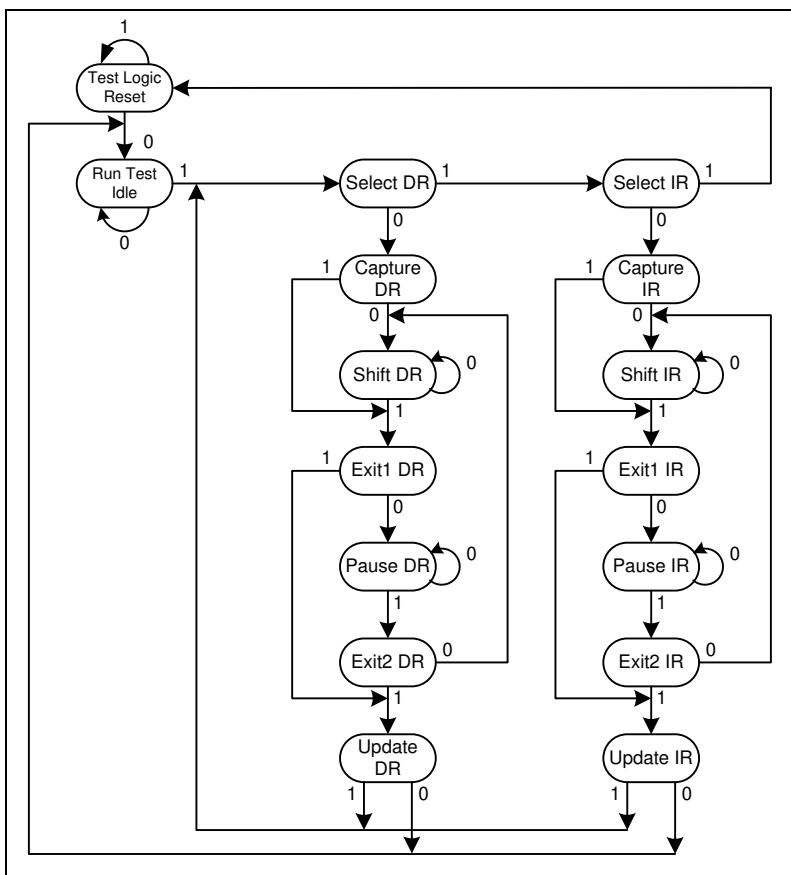 1
Test Logic
Reset
0
Run Test
Idle
1
0
Select DR
1
Select IR
1
0
0
1
Capture
DR
1
Capture
IR
0
0
Shift DR
0
Shift IR
0
1
1
1
Exit1 DR
1
Exit1 IR
0
0
Pause DR
0
Pause IR
0
1
1
Exit2 DR
0
Exit2 IR
0
1
1
Update
DR
Update IR
1
0
1
0